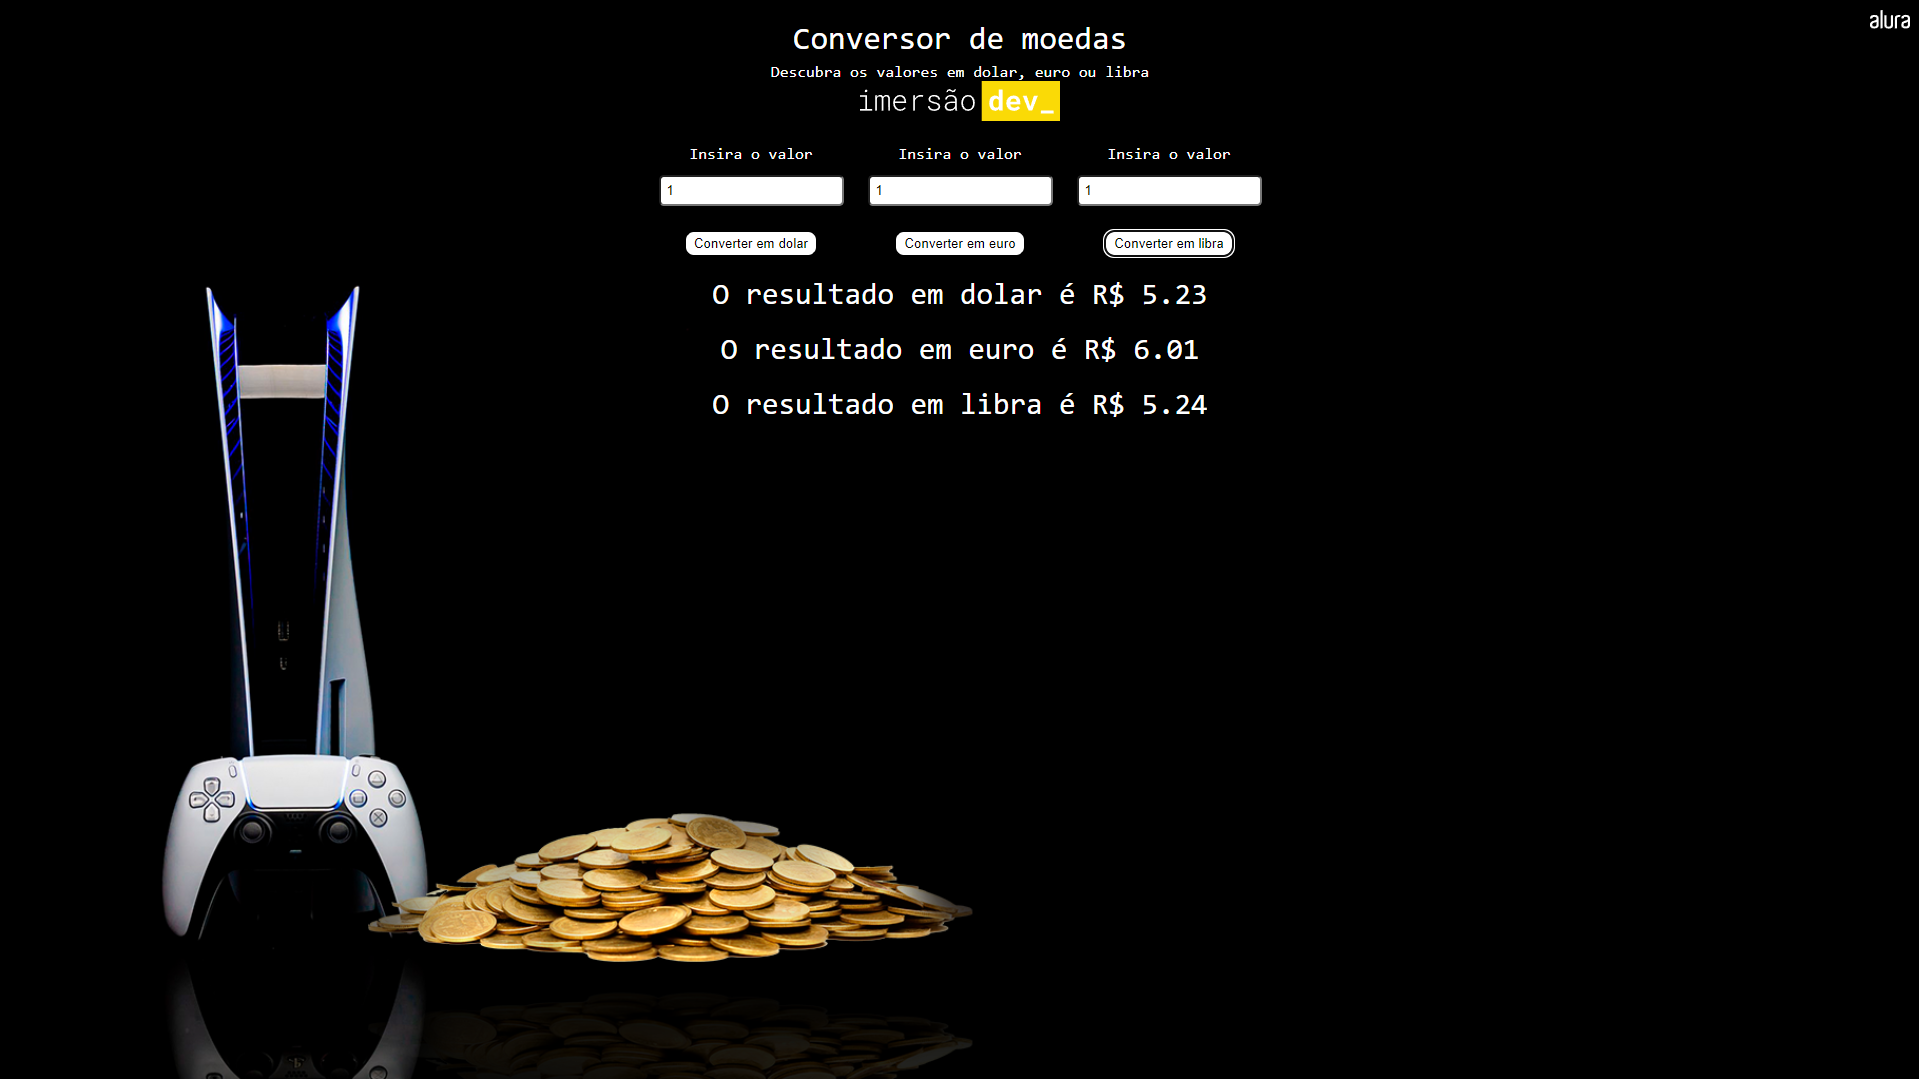 alura
Conversor de moedas
Descubra os valores em dolar, euro ou libra
imersão dev_
Insira o valor Insira o valor Insira o valor
1 1 1
Converter em dolar Converter em euro Converter em libra
O resultado em dolar é R$ 5.23
O resultado em euro é R$ 6.01
O resultado em libra é R$ 5.24